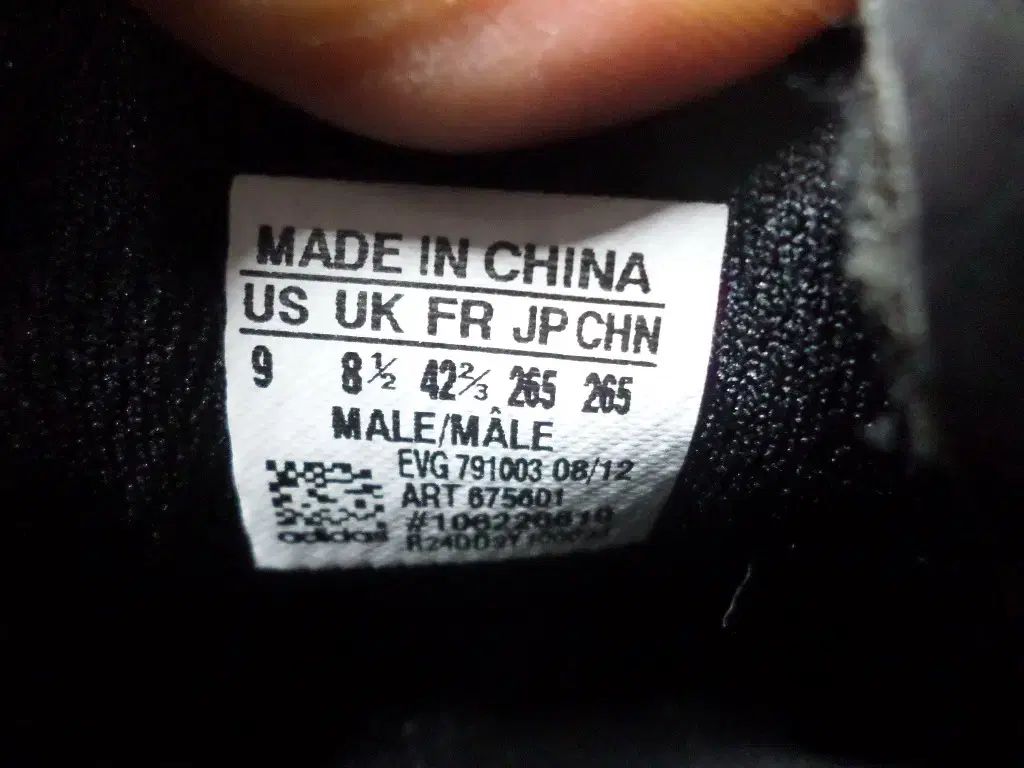 MADE IN CHINA
US UK FR JP CHN
9 8½ 42⅔ 265 265
MALE/MÂLE
EVG 791003 08/12
ART 675601
adidas